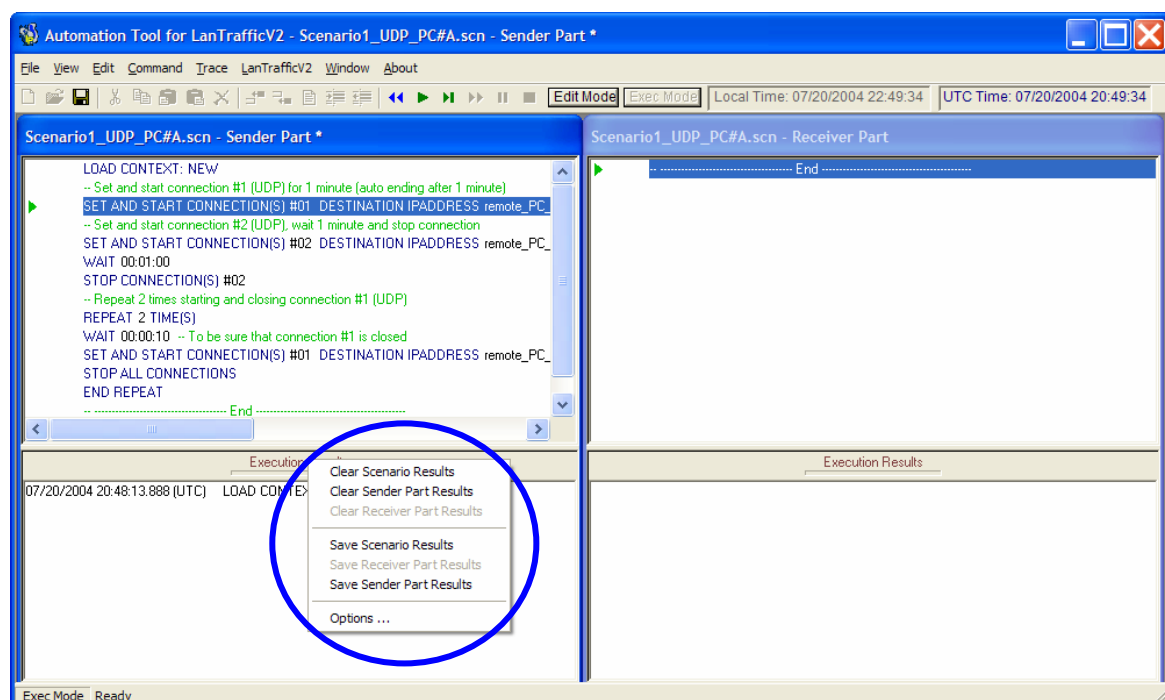 Automation Tool for LanTrafficV2 - Scenario1_UDP_PC#A.scn - Sender Part *
File View Edit Command Trace LanTrafficV2 Window About
Edit Mode Exec Mode Local Time: 07/20/2004 22:49:34 UTC Time: 07/20/2004 20:49:34
Scenario1_UDP_PC#A.scn - Sender Part *
LOAD CONTEXT: NEW
-- Set and start connection #1 (UDP) for 1 minute (auto ending after 1 minute)
SET AND START CONNECTION(S) #01 DESTINATION IPADDRESS remote_PC_
-- Set and start connection #2 (UDP), wait 1 minute and stop connection
SET AND START CONNECTION(S) #02 DESTINATION IPADDRESS remote_PC_
WAIT 00:01:00
STOP CONNECTION(S) #02
-- Repeat 2 times starting and closing connection #1 (UDP)
REPEAT 2 TIME(S)
WAIT 00:00:10 -- To be sure that connection #1 is closed
SET AND START CONNECTION(S) #01 DESTINATION IPADDRESS remote_PC_
STOP ALL CONNECTIONS
END REPEAT
-- ------------------------------------ End ----------------------------------------
Scenario1_UDP_PC#A.scn - Receiver Part
-- ------------------------------------ End ----------------------------------------
Execution
07/20/2004 20:48:13.888 (UTC) LOAD CONTEX
Clear Scenario Results
Clear Sender Part Results
Clear Receiver Part Results
Save Scenario Results
Save Receiver Part Results
Save Sender Part Results
Options ...
Execution Results
Exec Mode Ready